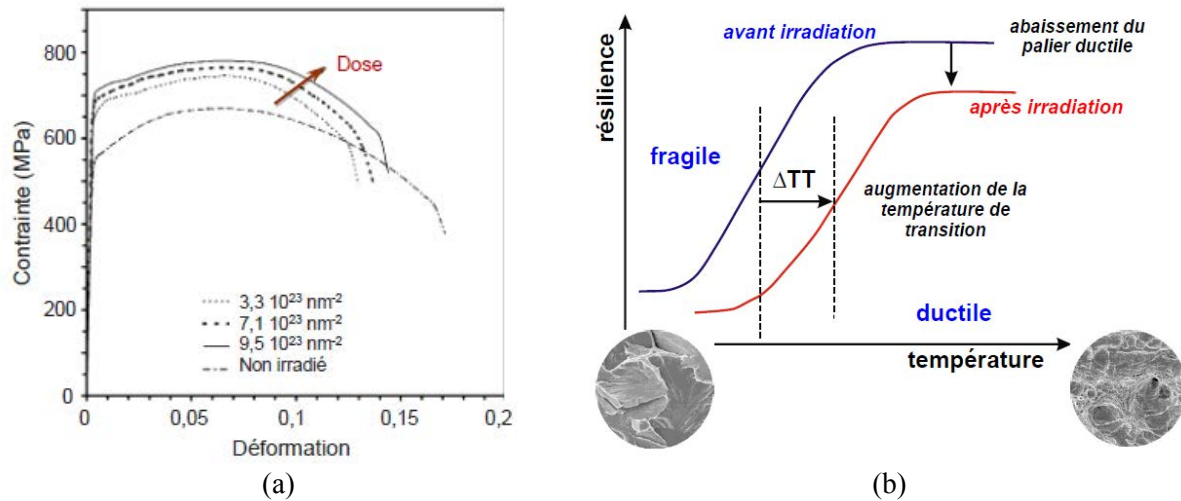 800
600
400
200
0
Contrainte (MPa)
Dose
3,3 10²³ nm⁻²
7,1 10²³ nm⁻²
9,5 10²³ nm⁻²
Non irradié
0 0,05 0,1 0,15 0,2
Déformation
(a)
résilience
avant irradiation
abaissement du
palier ductile
après irradiation
fragile
ΔTT
augmentation de la
température de
transition
ductile
température
(b)